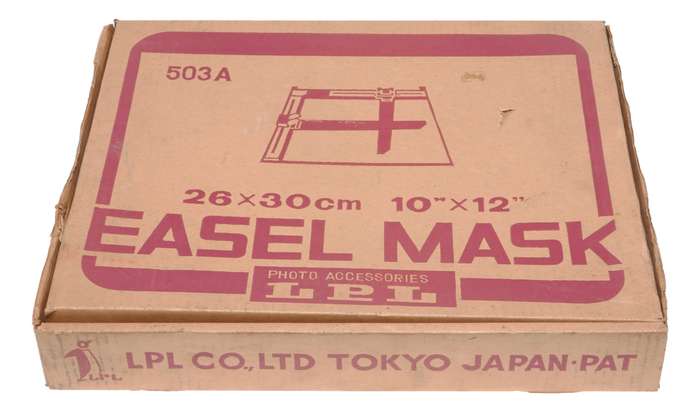 503A
26×30cm 10"×12"
EASEL MASK
PHOTO ACCESSORIES
LPL
LPL LPL CO., LTD TOKYO JAPAN·PAT